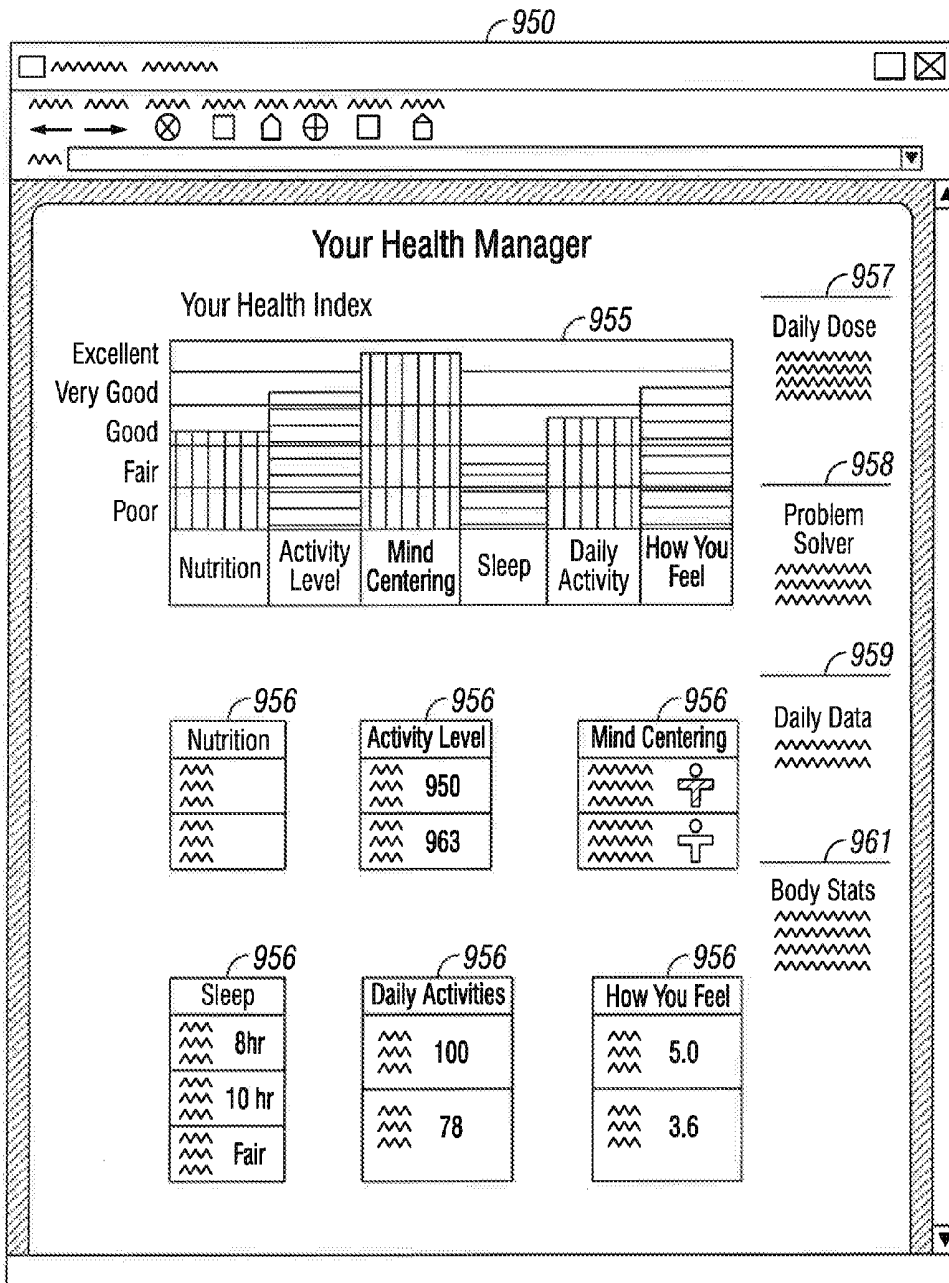 950
Your Health Manager
Your Health Index
955
Excellent
Very Good
Good
Fair
Poor
Nutrition
Activity
Level
Mind
Centering
Sleep
Daily
Activity
How You
Feel
957
Daily Dose
958
Problem
Solver
959
Daily Data
961
Body Stats
956
Nutrition
956
Activity Level
950
963
956
Mind Centering
956
Sleep
8hr
10 hr
Fair
956
Daily Activities
100
78
956
How You Feel
5.0
3.6